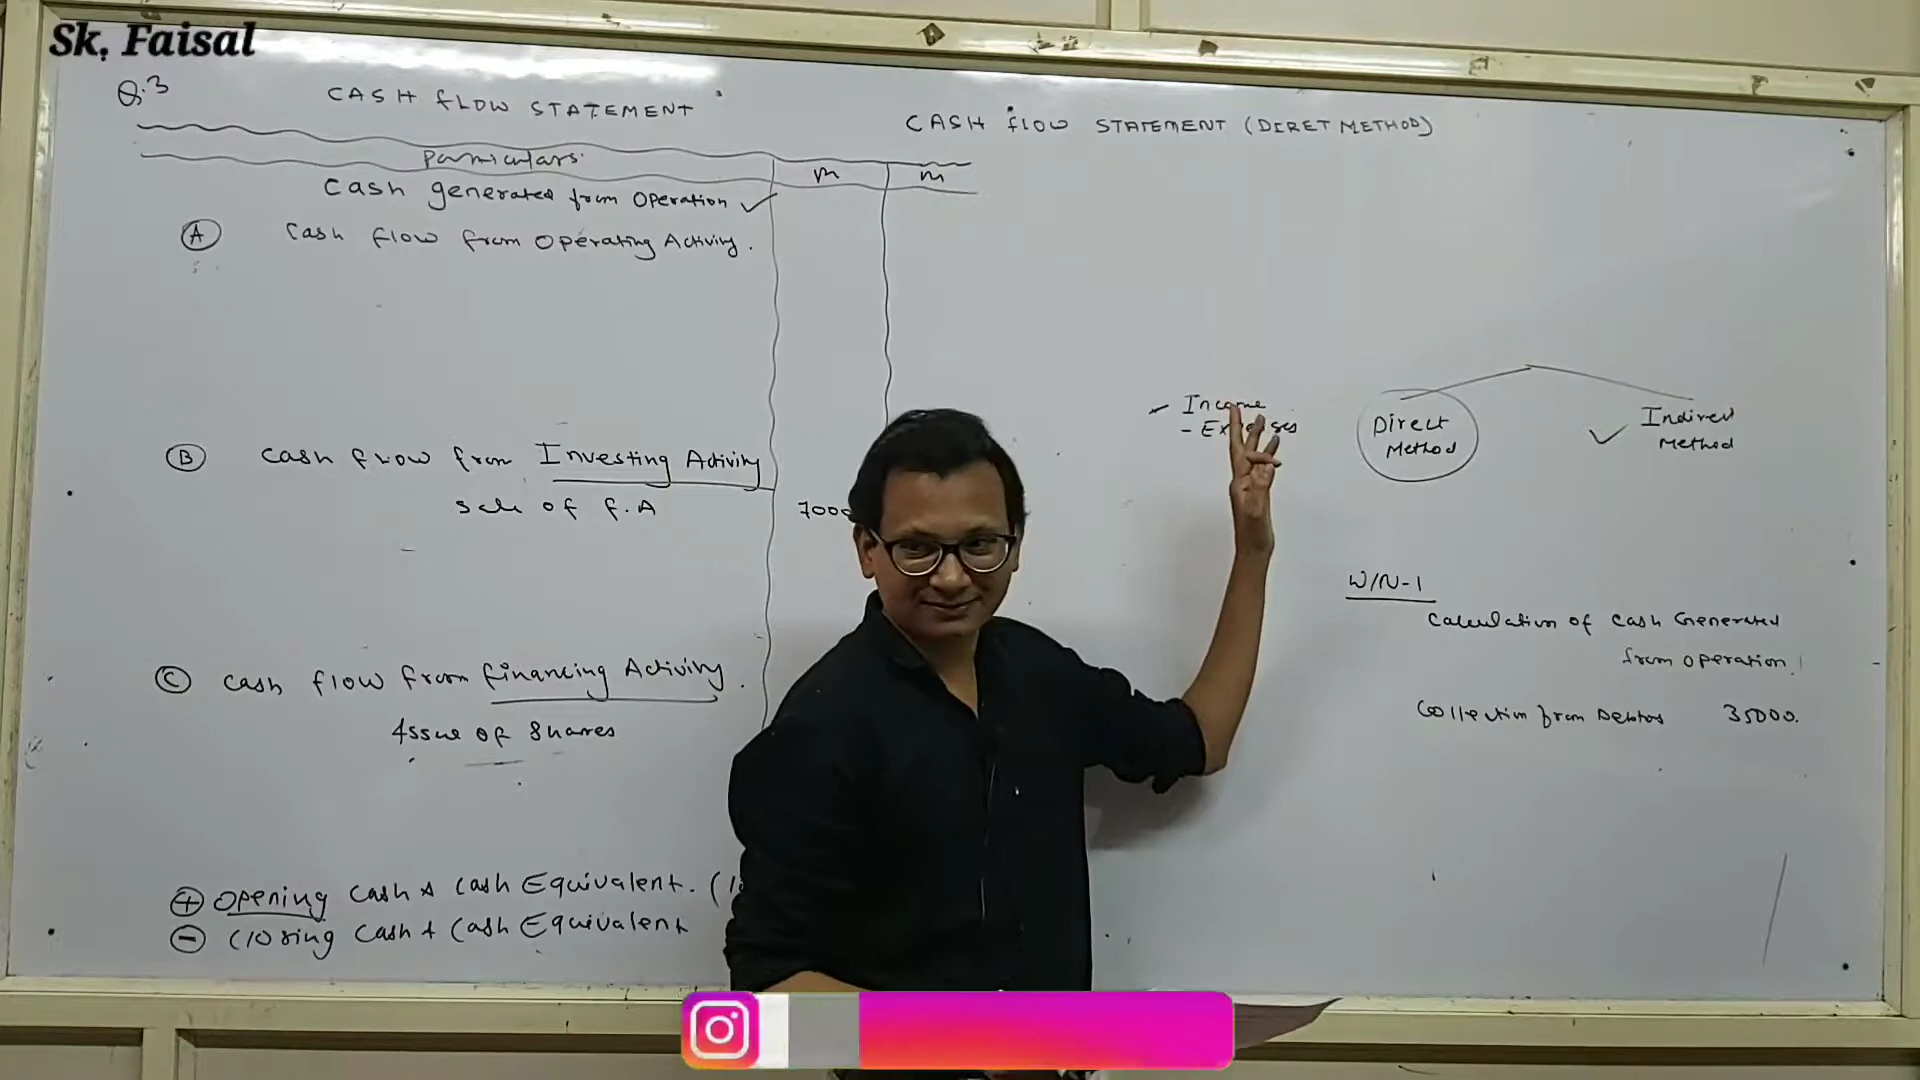 Sk. Faisal
Q.3
CASH FLOW STATEMENT
CASH FLOW STATEMENT (DIRET METHOD)
Particulars
m
m
Cash generated from Operation
A
Cash flow from Operating Activity.
Income
- Expenses
Direct
Method
Indirect
Method
B
Cash flow from Investing Activity
Sale of F.A
7000
W/N-1
Calculation of Cash Generated
from operation
Collection from Debtors 35000.
C
Cash flow from financing Activity.
Issue of Shares
+ Opening Cash & Cash Equivalent. (
- Closing Cash & Cash Equivalent